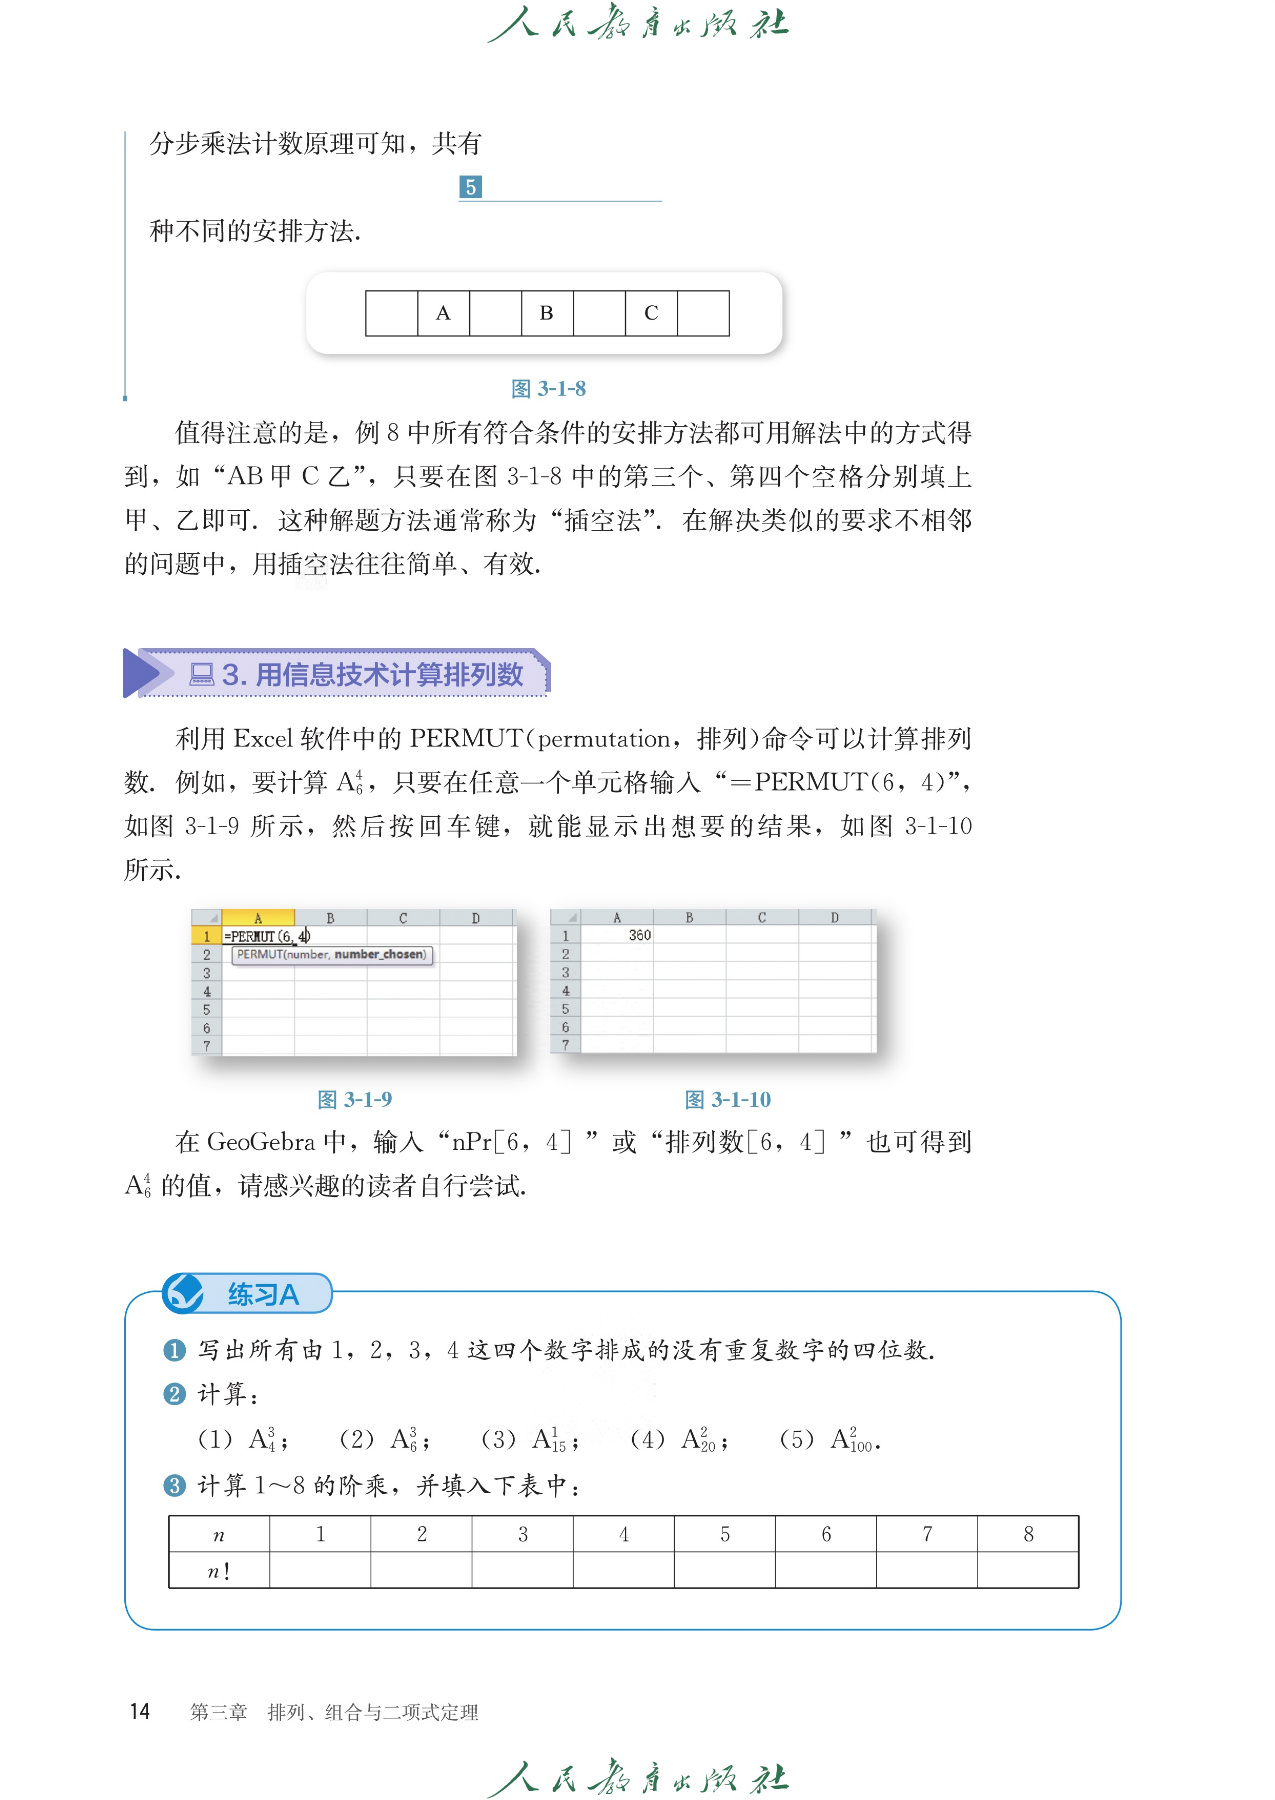 人民教育出版社
分步乘法计数原理可知，共有
5
种不同的安排方法.
A B C
图 3-1-8
值得注意的是，例 8 中所有符合条件的安排方法都可用解法中的方式得
到，如“AB 甲 C 乙”，只要在图 3-1-8 中的第三个、第四个空格分别填上
甲、乙即可. 这种解题方法通常称为“插空法”. 在解决类似的要求不相邻
的问题中，用插空法往往简单、有效.
3. 用信息技术计算排列数
利用 Excel 软件中的 PERMUT(permutation，排列)命令可以计算排列
数. 例如，要计算 A₆⁴，只要在任意一个单元格输入“=PERMUT(6，4)”，
如图 3-1-9 所示，然后按回车键，就能显示出想要的结果，如图 3-1-10
所示.
A B C D
1 =PERMUT(6,4)
2 PERMUT(number, number_chosen)
3
4
5
6
7
A B C D
1 360
2
3
4
5
6
7
图 3-1-9
图 3-1-10
在 GeoGebra 中，输入“nPr[6，4]”或“排列数[6，4]”也可得到
A₆⁴ 的值，请感兴趣的读者自行尝试.
练习A
1 写出所有由 1，2，3，4 这四个数字排成的没有重复数字的四位数.
2 计算：
(1) A₄³； (2) A₆³； (3) A₁₅¹； (4) A₂₀²； (5) A₁₀₀².
3 计算 1～8 的阶乘，并填入下表中：
n 1 2 3 4 5 6 7 8
n!
14 第三章 排列、组合与二项式定理
人民教育出版社